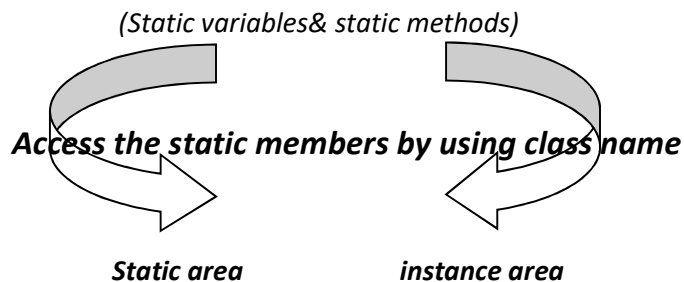 (Static variables& static methods)
Access the static members by using class name
Static area instance area